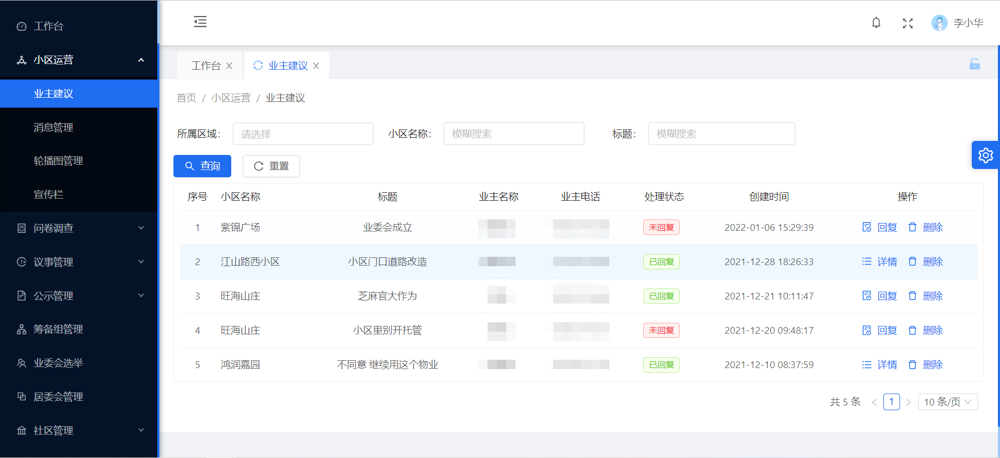 工作台
小区运营
业主建议
消息管理
轮播图管理
宣传栏
问卷调查
议事管理
公示管理
筹备组管理
业委会选举
居委会管理
社区管理
李小华
工作台 业主建议
首页 / 小区运营 / 业主建议
所属区域: 请选择 小区名称: 模糊搜索 标题: 模糊搜索
查询 重置
序号 小区名称 标题 业主名称 业主电话 处理状态 创建时间 操作
1 紫锦广场 业委会成立 未回复 2022-01-06 15:29:39 回复 删除
2 江山路西小区 小区门口道路改造 已回复 2021-12-28 18:26:33 详情 删除
3 旺海山庄 芝麻官大作为 已回复 2021-12-21 10:11:47 回复 删除
4 旺海山庄 小区里别开托管 未回复 2021-12-20 09:48:17 回复 删除
5 鸿润嘉园 不同意 继续用这个物业 已回复 2021-12-10 08:37:59 详情 删除
共 5 条 < 1 > 10 条/页